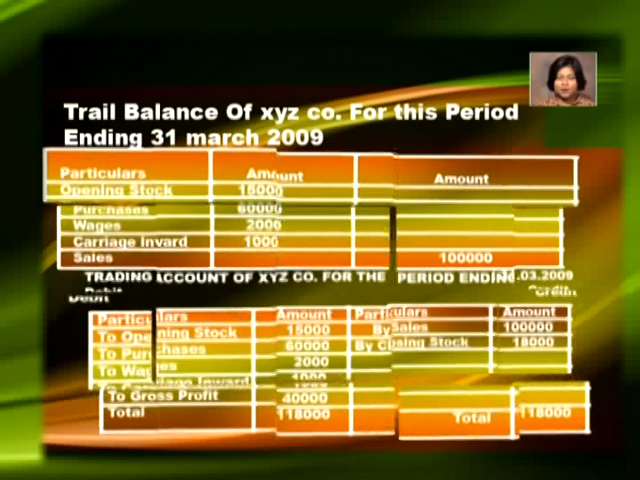 Trail Balance Of xyz co. For this Period
Ending 31 march 2009
Particulars Amount Amount
Opening Stock 15000
Purchases 60000
Wages 2000
Carriage Invard 1000
Sales 100000
TRADING ACCOUNT OF XYZ CO. FOR THE PERIOD ENDING .03.2009
Debit Credit
Particulars Amount Particulars Amount
To Opening Stock 15000 By Sales 100000
To Purchases 60000 By Closing Stock 18000
To Wages 2000
To Carriage Inward 1000
To Gross Profit 40000
Total 118000 Total 118000